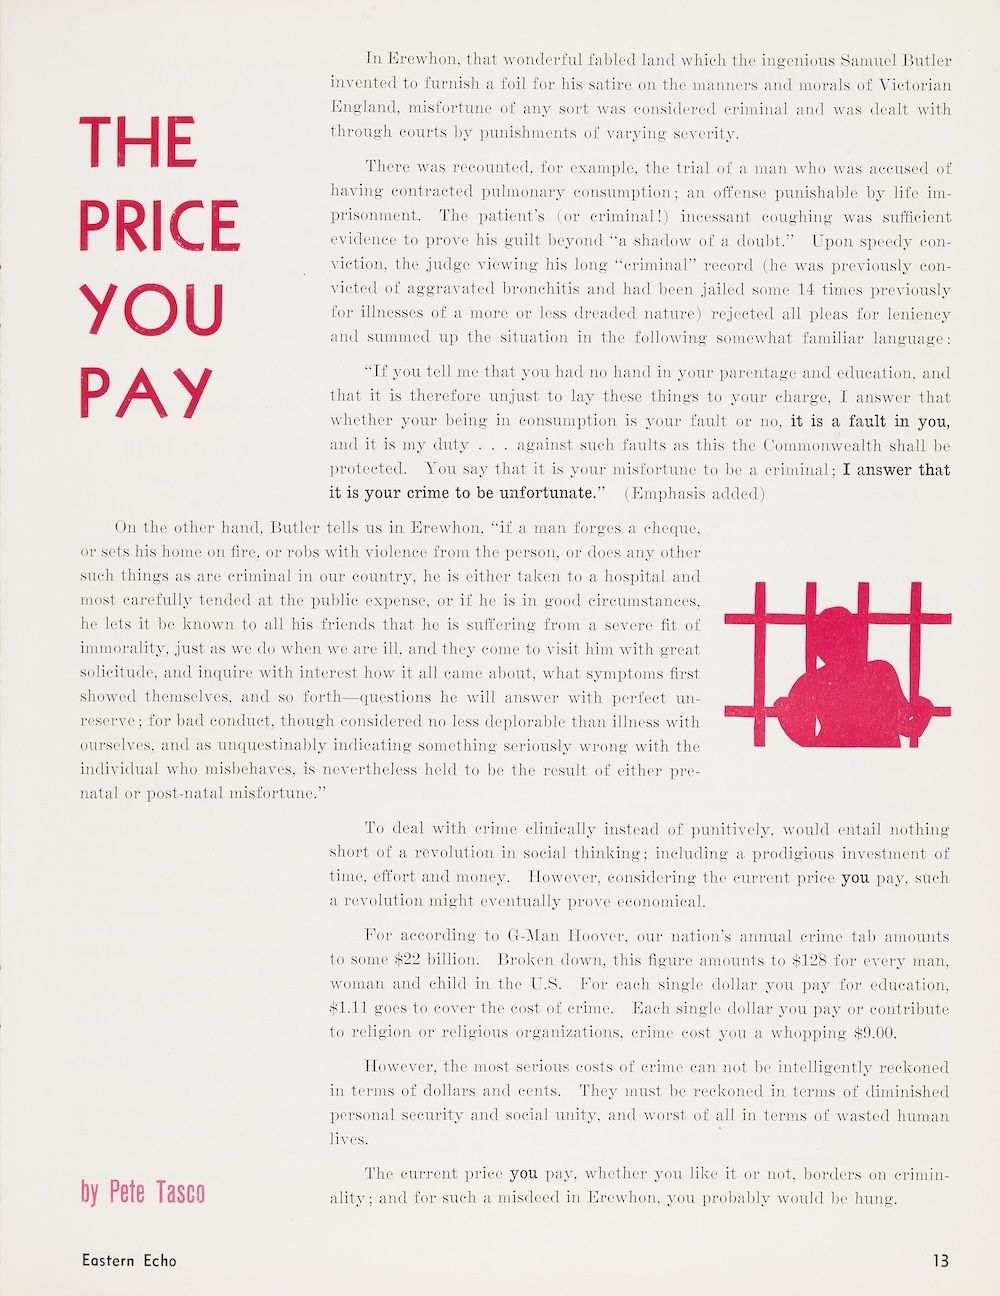 THE
PRICE
YOU
PAY
In Erewhon, that wonderful fabled land which the ingenious Samuel Butler
invented to furnish a foil for his satire on the manners and morals of Victorian
England, misfortune of any sort was considered criminal and was dealt with
through courts by punishments of varying severity.
There was recounted, for example, the trial of a man who was accused of
having contracted pulmonary consumption; an offense punishable by life im-
prisonment. The patient's (or criminal!) incessant coughing was sufficient
evidence to prove his guilt beyond "a shadow of a doubt." Upon speedy con-
viction, the judge viewing his long "criminal" record (he was previously con-
victed of aggravated bronchitis and had been jailed some 14 times previously
for illnesses of a more or less dreaded nature) rejected all pleas for leniency
and summed up the situation in the following somewhat familiar language:
"If you tell me that you had no hand in your parentage and education, and
that it is therefore unjust to lay these things to your charge, I answer that
whether your being in consumption is your fault or no, it is a fault in you,
and it is my duty . . . against such faults as this the Commonwealth shall be
protected. You say that it is your misfortune to be a criminal; I answer that
it is your crime to be unfortunate." (Emphasis added)
On the other hand, Butler tells us in Erewhon, "if a man forges a cheque,
or sets his home on fire, or robs with violence from the person, or does any other
such things as are criminal in our country, he is either taken to a hospital and
most carefully tended at the public expense, or if he is in good circumstances,
he lets it be known to all his friends that he is suffering from a severe fit of
immorality, just as we do when we are ill, and they come to visit him with great
solicitude, and inquire with interest how it all came about, what symptoms first
showed themselves, and so forth—questions he will answer with perfect un-
reserve; for bad conduct, though considered no less deplorable than illness with
ourselves, and as unquestinably indicating something seriously wrong with the
individual who misbehaves, is nevertheless held to be the result of either pre-
natal or post-natal misfortune."
To deal with crime clinically instead of punitively, would entail nothing
short of a revolution in social thinking; including a prodigious investment of
time, effort and money. However, considering the current price you pay, such
a revolution might eventually prove economical.
For according to G-Man Hoover, our nation's annual crime tab amounts
to some $22 billion. Broken down, this figure amounts to $128 for every man,
woman and child in the U.S. For each single dollar you pay for education,
$1.11 goes to cover the cost of crime. Each single dollar you pay or contribute
to religion or religious organizations, crime cost you a whopping $9.00.
However, the most serious costs of crime can not be intelligently reckoned
in terms of dollars and cents. They must be reckoned in terms of diminished
personal security and social unity, and worst of all in terms of wasted human
lives.
The current price you pay, whether you like it or not, borders on crimin-
ality; and for such a misdeed in Erewhon, you probably would be hung.
by Pete Tasco
Eastern Echo
13